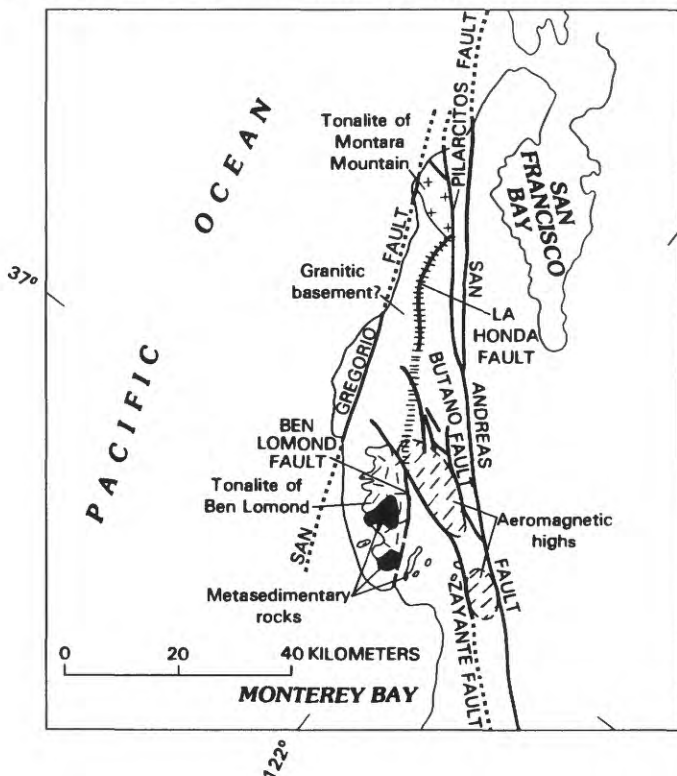 PACIFIC OCEAN
Tonalite of
Montara
Mountain
PILARCITOS FAULT
SAN
FRANCISCO
BAY
37°
Granitic
basement?
SAN GREGORIO FAULT
LA
HONDA
FAULT
SAN ANDREAS FAULT
BUTANO FAULT
BEN
LOMOND
FAULT
Tonalite of
Ben Lomond
Aeromagnetic
highs
Metasedimentary
rocks
ZAYANTE FAULT
0 20 40 KILOMETERS
MONTEREY BAY
122°